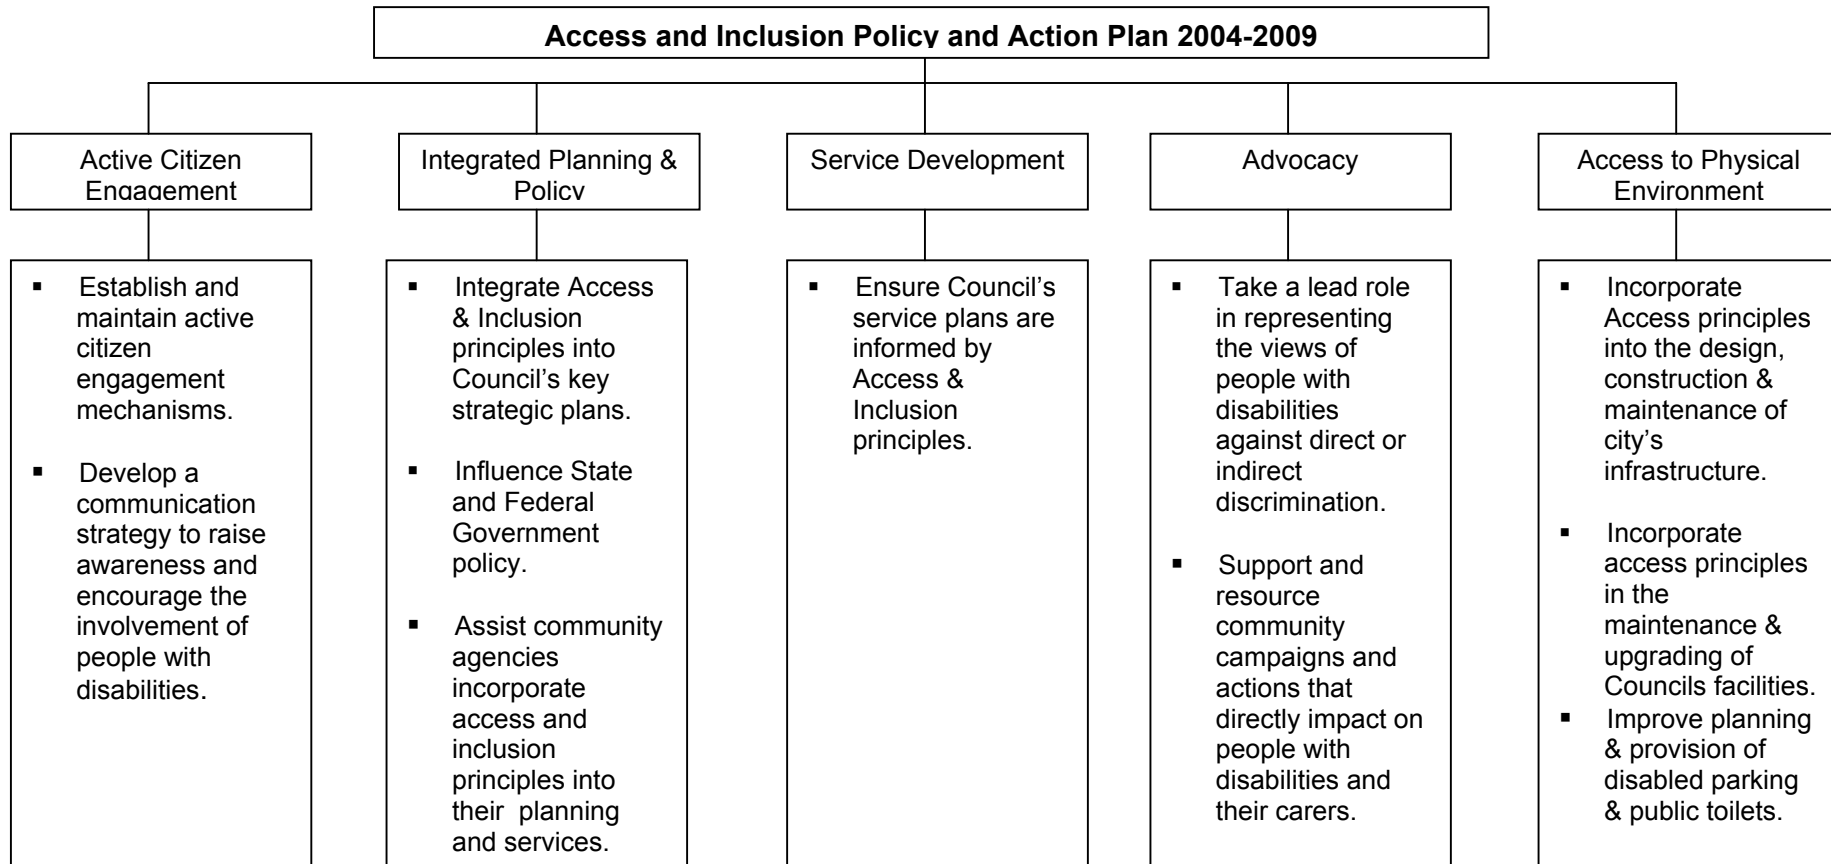 Access and Inclusion Policy and Action Plan 2004-2009
Active Citizen
Engagement
Integrated Planning &
Policy
Service Development
Advocacy
Access to Physical
Environment
▪ Establish and
maintain active
citizen
engagement
mechanisms.
▪ Develop a
communication
strategy to raise
awareness and
encourage the
involvement of
people with
disabilities.
▪ Integrate Access
& Inclusion
principles into
Council’s key
strategic plans.
▪ Influence State
and Federal
Government
policy.
▪ Assist community
agencies
incorporate
access and
inclusion
principles into
their planning
and services.
▪ Ensure Council’s
service plans are
informed by
Access &
Inclusion
principles.
▪ Take a lead role
in representing
the views of
people with
disabilities
against direct or
indirect
discrimination.
▪ Support and
resource
community
campaigns and
actions that
directly impact on
people with
disabilities and
their carers.
▪ Incorporate
Access principles
into the design,
construction &
maintenance of
city’s
infrastructure.
▪ Incorporate
access principles
in the
maintenance &
upgrading of
Councils facilities.
▪ Improve planning
& provision of
disabled parking
& public toilets.